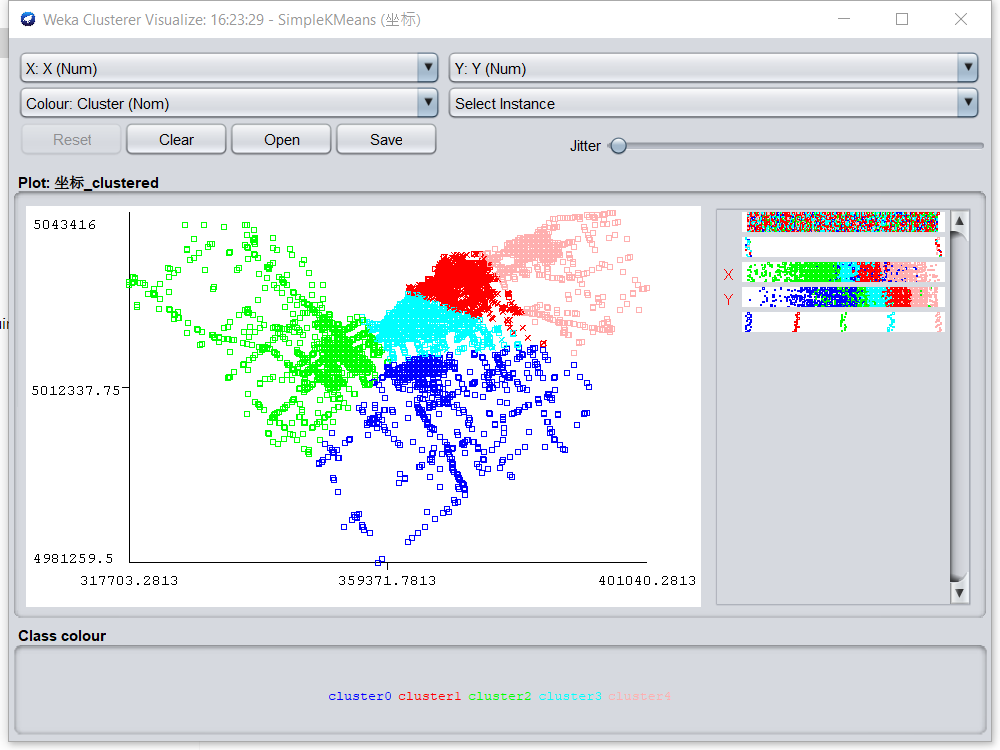 Weka Clusterer Visualize: 16:23:29 - SimpleKMeans (坐标)
X: X (Num)
Y: Y (Num)
Colour: Cluster (Nom)
Select Instance
Reset
Clear
Open
Save
Jitter
Plot: 坐标_clustered
5043416
5012337.75
4981259.5
317703.2813
359371.7813
401040.2813
X
Y
Class colour
cluster0 cluster1 cluster2 cluster3 cluster4